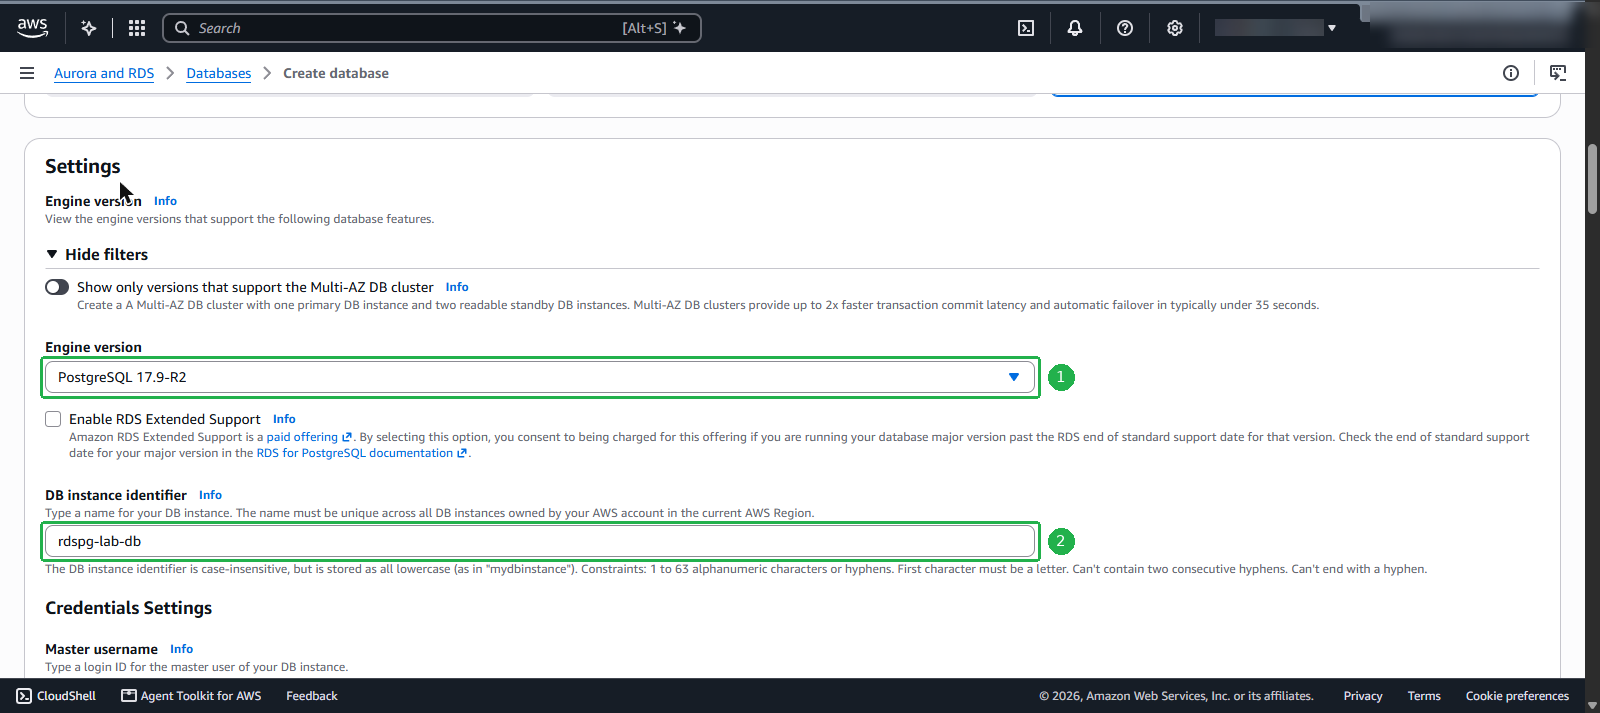 aws
Search [Alt+S]
Aurora and RDS > Databases > Create database
Settings
Engine version Info
View the engine versions that support the following database features.
Hide filters
Show only versions that support the Multi-AZ DB cluster Info
Create a A Multi-AZ DB cluster with one primary DB instance and two readable standby DB instances. Multi-AZ DB clusters provide up to 2x faster transaction commit latency and automatic failover in typically under 35 seconds.
Engine version
PostgreSQL 17.9-R2
1
Enable RDS Extended Support Info
Amazon RDS Extended Support is a paid offering. By selecting this option, you consent to being charged for this offering if you are running your database major version past the RDS end of standard support date for that version. Check the end of standard support
date for your major version in the RDS for PostgreSQL documentation.
DB instance identifier Info
Type a name for your DB instance. The name must be unique across all DB instances owned by your AWS account in the current AWS Region.
rdspg-lab-db
2
The DB instance identifier is case-insensitive, but is stored as all lowercase (as in "mydbinstance"). Constraints: 1 to 63 alphanumeric characters or hyphens. First character must be a letter. Can't contain two consecutive hyphens. Can't end with a hyphen.
Credentials Settings
Master username Info
Type a login ID for the master user of your DB instance.
CloudShell Agent Toolkit for AWS Feedback © 2026, Amazon Web Services, Inc. or its affiliates. Privacy Terms Cookie preferences